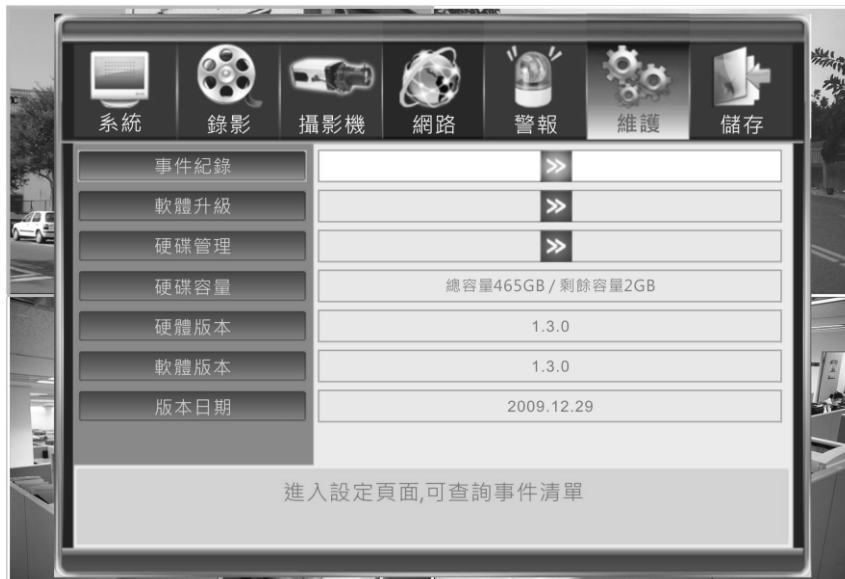 系統 錄影 攝影機 網路 警報 維護 儲存
事件紀錄
軟體升級
硬碟管理
硬碟容量 總容量465GB / 剩餘容量2GB
硬體版本 1.3.0
軟體版本 1.3.0
版本日期 2009.12.29
進入設定頁面,可查詢事件清單